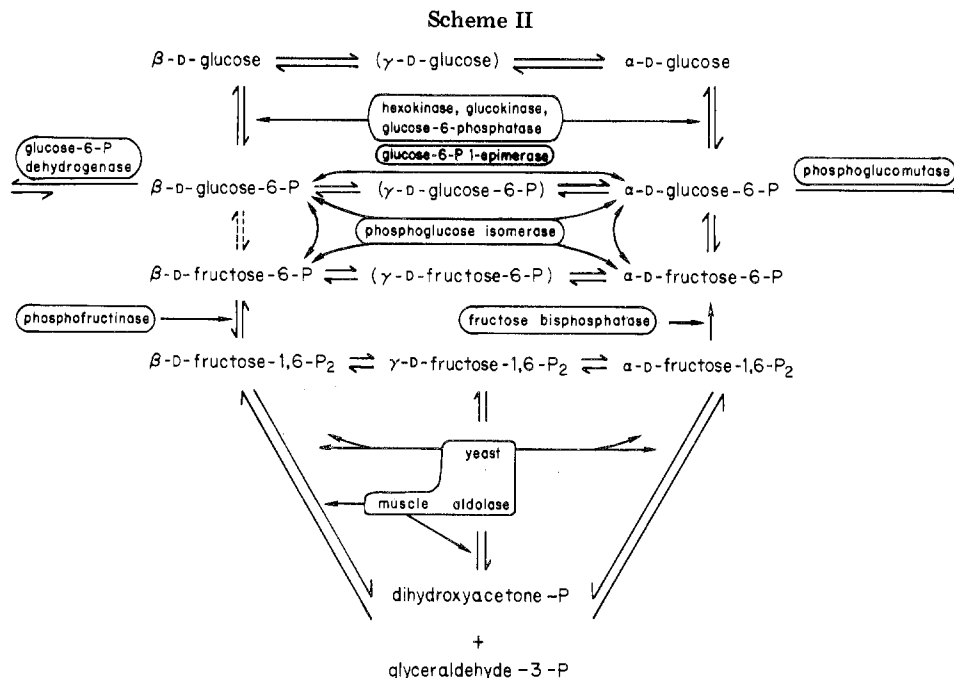 Scheme II
β-D-glucose (γ-D-glucose) α-D-glucose
hexokinase, glucokinase,
glucose-6-phosphatase
glucose-6-P
dehydrogenase
glucose-6-P 1-epimerase
phosphoglucomutase
β-D-glucose-6-P (γ-D-glucose-6-P) α-D-glucose-6-P
phosphoglucose isomerase
β-D-fructose-6-P (γ-D-fructose-6-P) α-D-fructose-6-P
phosphofructinase fructose bisphosphatase
β-D-fructose-1,6-P₂ γ-D-fructose-1,6-P₂ α-D-fructose-1,6-P₂
yeast
muscle aldolase
dihydroxyacetone-P
+
glyceraldehyde-3-P